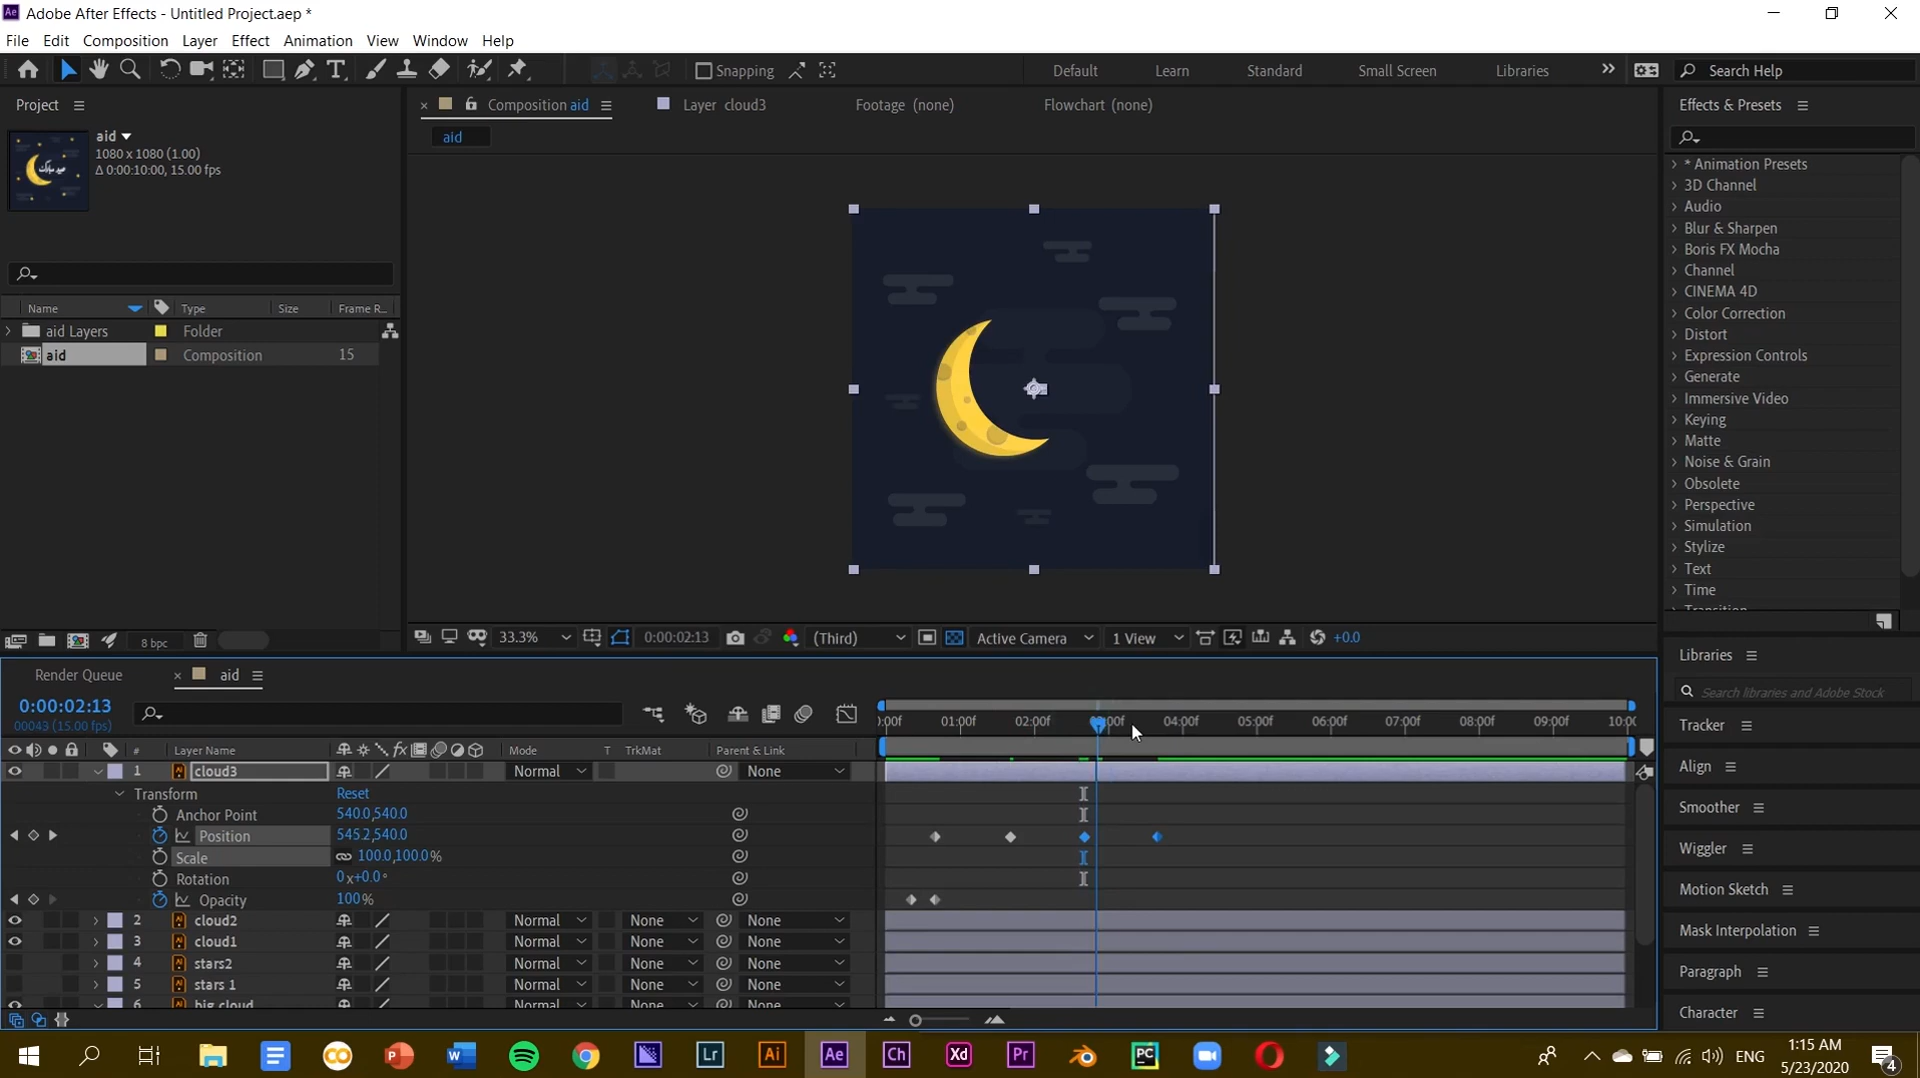 Adobe After Effects - Untitled Project.aep *
File Edit Composition Layer Effect Animation View Window Help
Snapping Default Learn Standard Small Screen Libraries Search Help
Project
aid
1080 x 1080 (1.00)
Δ 0:00:10:00, 15.00 fps
Name Type Size Frame R...
aid Layers Folder
aid Composition 15
8 bpc
Composition aid Layer cloud3 Footage (none) Flowchart (none)
aid
33.3% 0:00:02:13 (Third) Active Camera 1 View +0.0
Effects & Presets
* Animation Presets
3D Channel
Audio
Blur & Sharpen
Boris FX Mocha
Channel
CINEMA 4D
Color Correction
Distort
Expression Controls
Generate
Immersive Video
Keying
Matte
Noise & Grain
Obsolete
Perspective
Simulation
Stylize
Text
Time
Transition
Libraries
Search libraries and Adobe Stock
Tracker
Align
Smoother
Wiggler
Motion Sketch
Mask Interpolation
Paragraph
Character
Render Queue aid
0:00:02:13
00043 (15.00 fps)
:00f 01:00f 02:00f 03:00f 04:00f 05:00f 06:00f 07:00f 08:00f 09:00f 10:00
# Layer Name Mode T TrkMat Parent & Link
1 cloud3 Normal None
Transform Reset
Anchor Point 540.0,540.0
Position 545.2,540.0
Scale 100.0,100.0%
Rotation 0x+0.0°
Opacity 100%
2 cloud2 Normal None None
3 cloud1 Normal None None
4 stars2 Normal None None
5 stars 1 Normal None None
6 big cloud Normal None None
ENG 1:15 AM
5/23/2020
4